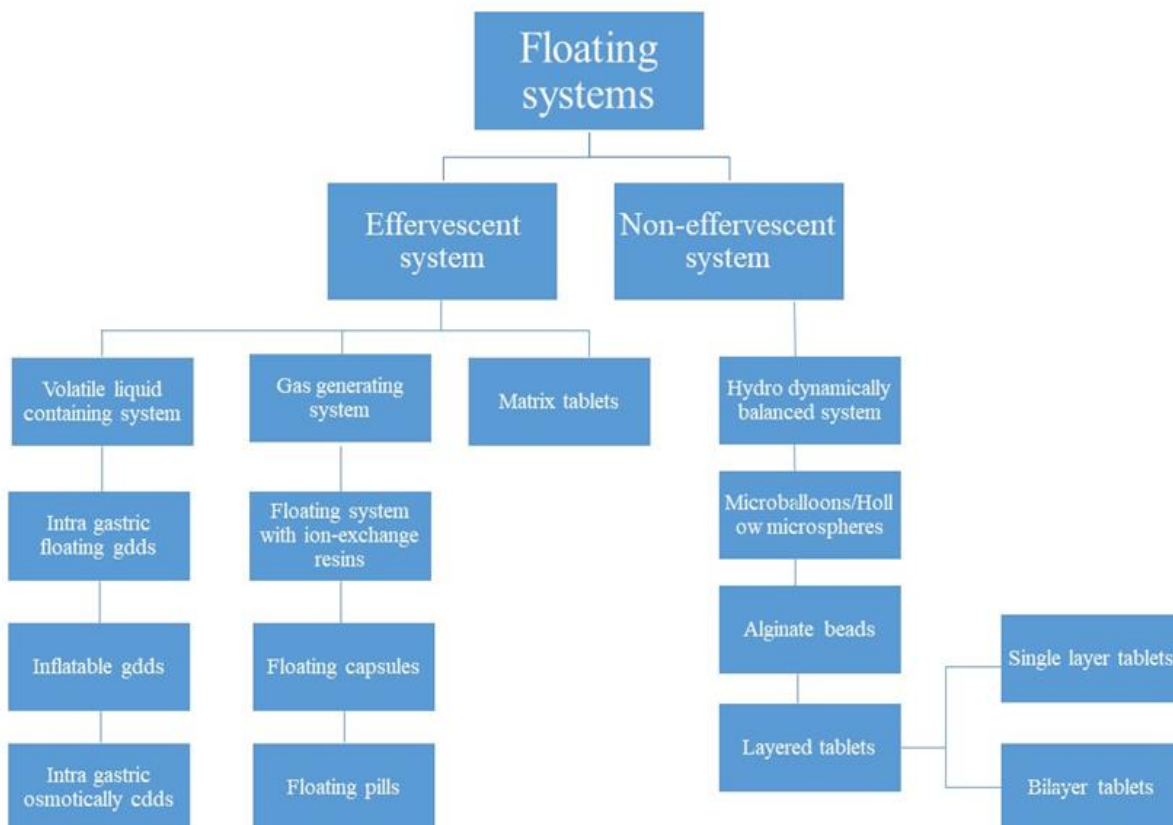 Floating
systems
Effervescent
system
Non-effervescent
system
Volatile liquid
containing system
Gas generating
system
Matrix tablets
Hydro dynamically
balanced system
Intra gastric
floating gdds
Floating system
with ion-exchange
resins
Microballoons/Holl
ow microspheres
Inflatable gdds
Floating capsules
Alginate beads
Single layer tablets
Intra gastric
osmotically cdds
Floating pills
Layered tablets
Bilayer tablets